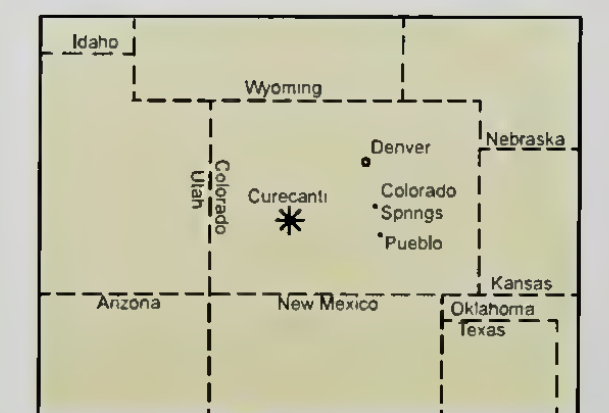 Idaho
Wyoming
Nebraska
Denver
Utah
Colorado
Curecanti
Colorado
Springs
Pueblo
Kansas
Arizona
New Mexico
Oklahoma
Texas